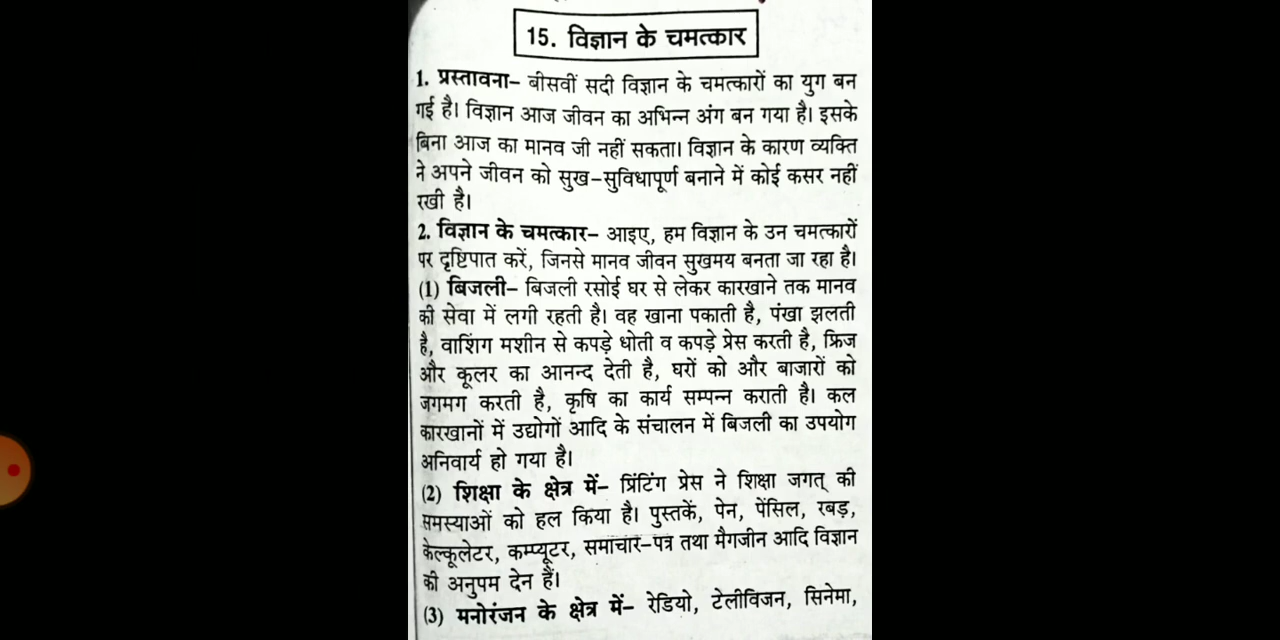 15. विज्ञान के चमत्कार
1. प्रस्तावना– बीसवीं सदी विज्ञान के चमत्कारों का युग बन
गई है। विज्ञान आज जीवन का अभिन्न अंग बन गया है। इसके
बिना आज का मानव जी नहीं सकता। विज्ञान के कारण व्यक्ति
ने अपने जीवन को सुख–सुविधापूर्ण बनाने में कोई कसर नहीं
रखी है।
2. विज्ञान के चमत्कार– आइए, हम विज्ञान के उन चमत्कारों
पर दृष्टिपात करें, जिनसे मानव जीवन सुखमय बनता जा रहा है।
(1) बिजली– बिजली रसोई घर से लेकर कारखाने तक मानव
की सेवा में लगी रहती है। वह खाना पकाती है, पंखा झलती
है, वाशिंग मशीन से कपड़े धोती व कपड़े प्रेस करती है, फ्रिज
और कूलर का आनन्द देती है, घरों को और बाजारों को
जगमग करती है, कृषि का कार्य सम्पन्न कराती है। कल
कारखानों में उद्योगों आदि के संचालन में बिजली का उपयोग
अनिवार्य हो गया है।
(2) शिक्षा के क्षेत्र में– प्रिंटिंग प्रेस ने शिक्षा जगत् की
समस्याओं को हल किया है। पुस्तकें, पेन, पेंसिल, रबड़,
केल्कूलेटर, कम्प्यूटर, समाचार–पत्र तथा मैगजीन आदि विज्ञान
की अनुपम देन हैं।
(3) मनोरंजन के क्षेत्र में– रेडियो, टेलीविजन, सिनेमा,